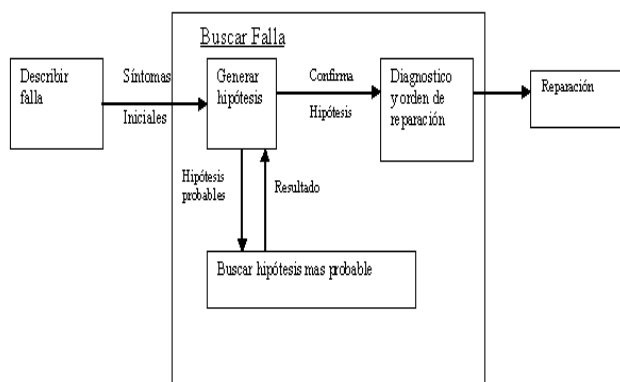 Buscar Falla
Describir
falla
Síntomas
Iniciales
Generar
hipótesis
Confirma
Hipótesis
Diagnostico
y orden de
reparación
Reparación
Hipótesis
probables
Resultado
Buscar hipótesis mas probable